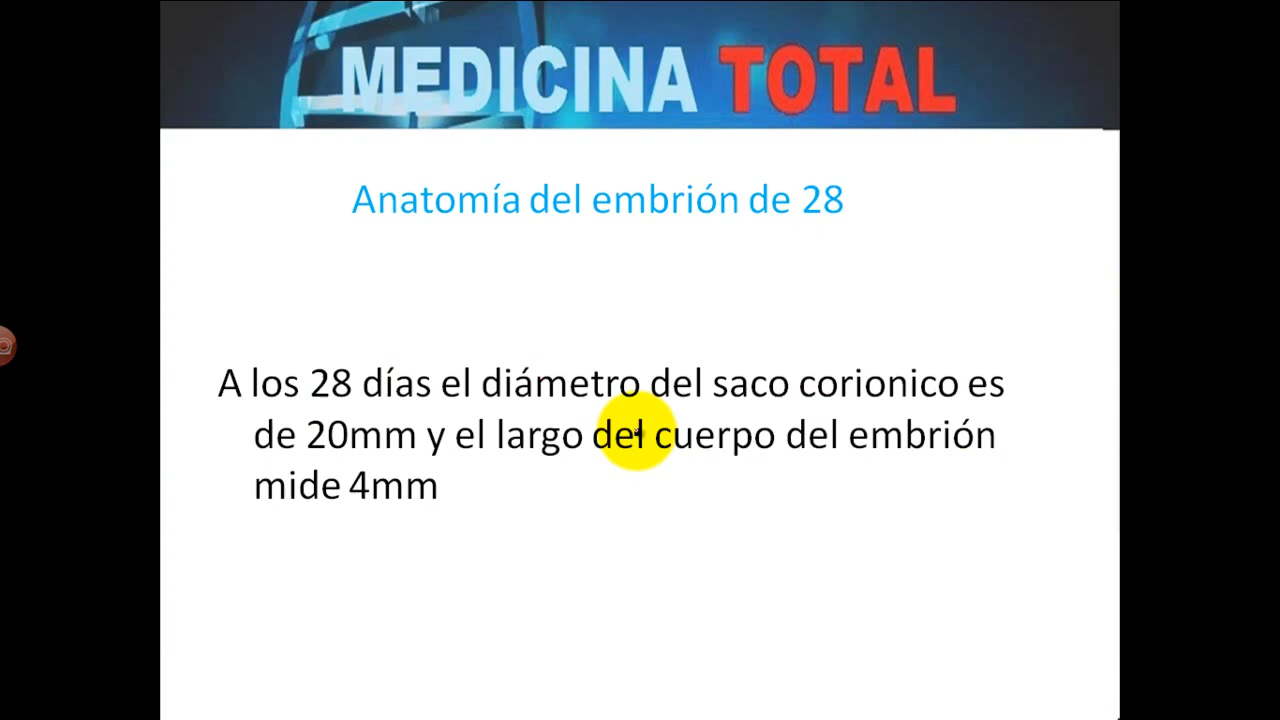 MEDICINA TOTAL
Anatomía del embrión de 28
A los 28 días el diámetro del saco corionico es
de 20mm y el largo del cuerpo del embrión
mide 4mm